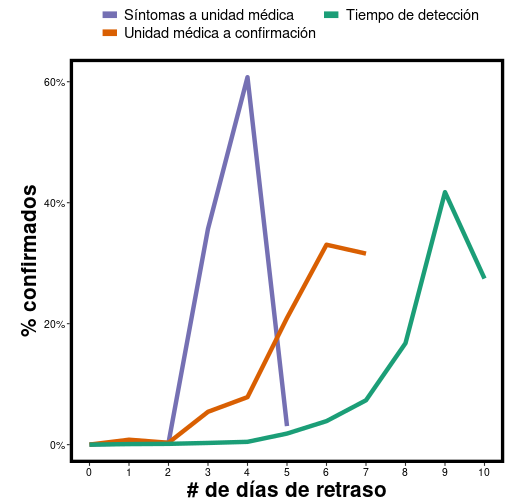 Síntomas a unidad médica Tiempo de detección
Unidad médica a confirmación
60%
40%
20%
0%
% confirmados
0 1 2 3 4 5 6 7 8 9 10
# de días de retraso